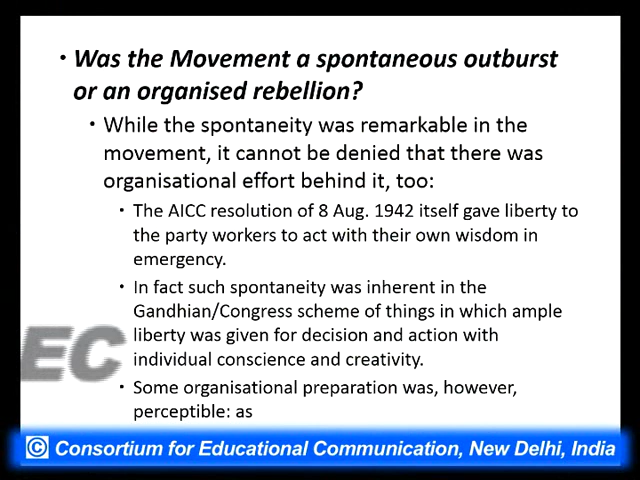 • Was the Movement a spontaneous outburst
or an organised rebellion?
• While the spontaneity was remarkable in the
movement, it cannot be denied that there was
organisational effort behind it, too:
• The AICC resolution of 8 Aug. 1942 itself gave liberty to
the party workers to act with their own wisdom in
emergency.
• In fact such spontaneity was inherent in the
Gandhian/Congress scheme of things in which ample
liberty was given for decision and action with
individual conscience and creativity.
• Some organisational preparation was, however,
perceptible: as
EC
© Consortium for Educational Communication, New Delhi, India